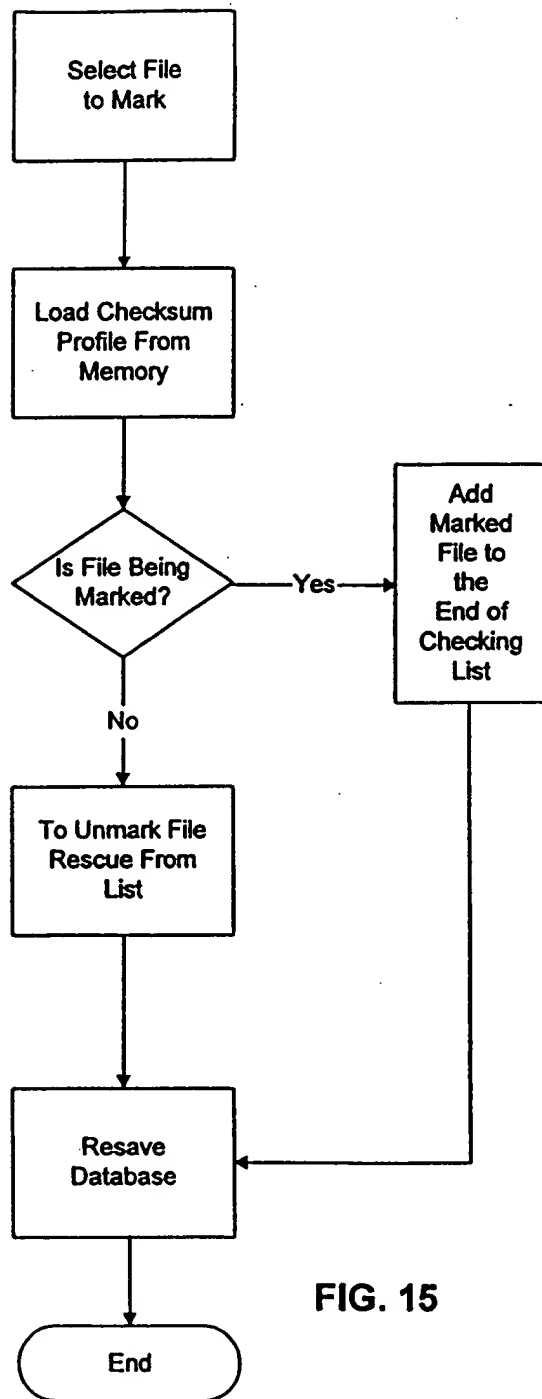 Select File
to Mark
Load Checksum
Profile From
Memory
Is File Being
Marked?
Yes
Add
Marked
File to
the
End of
Checking
List
No
To Unmark File
Rescue From
List
Resave
Database
End
FIG. 15